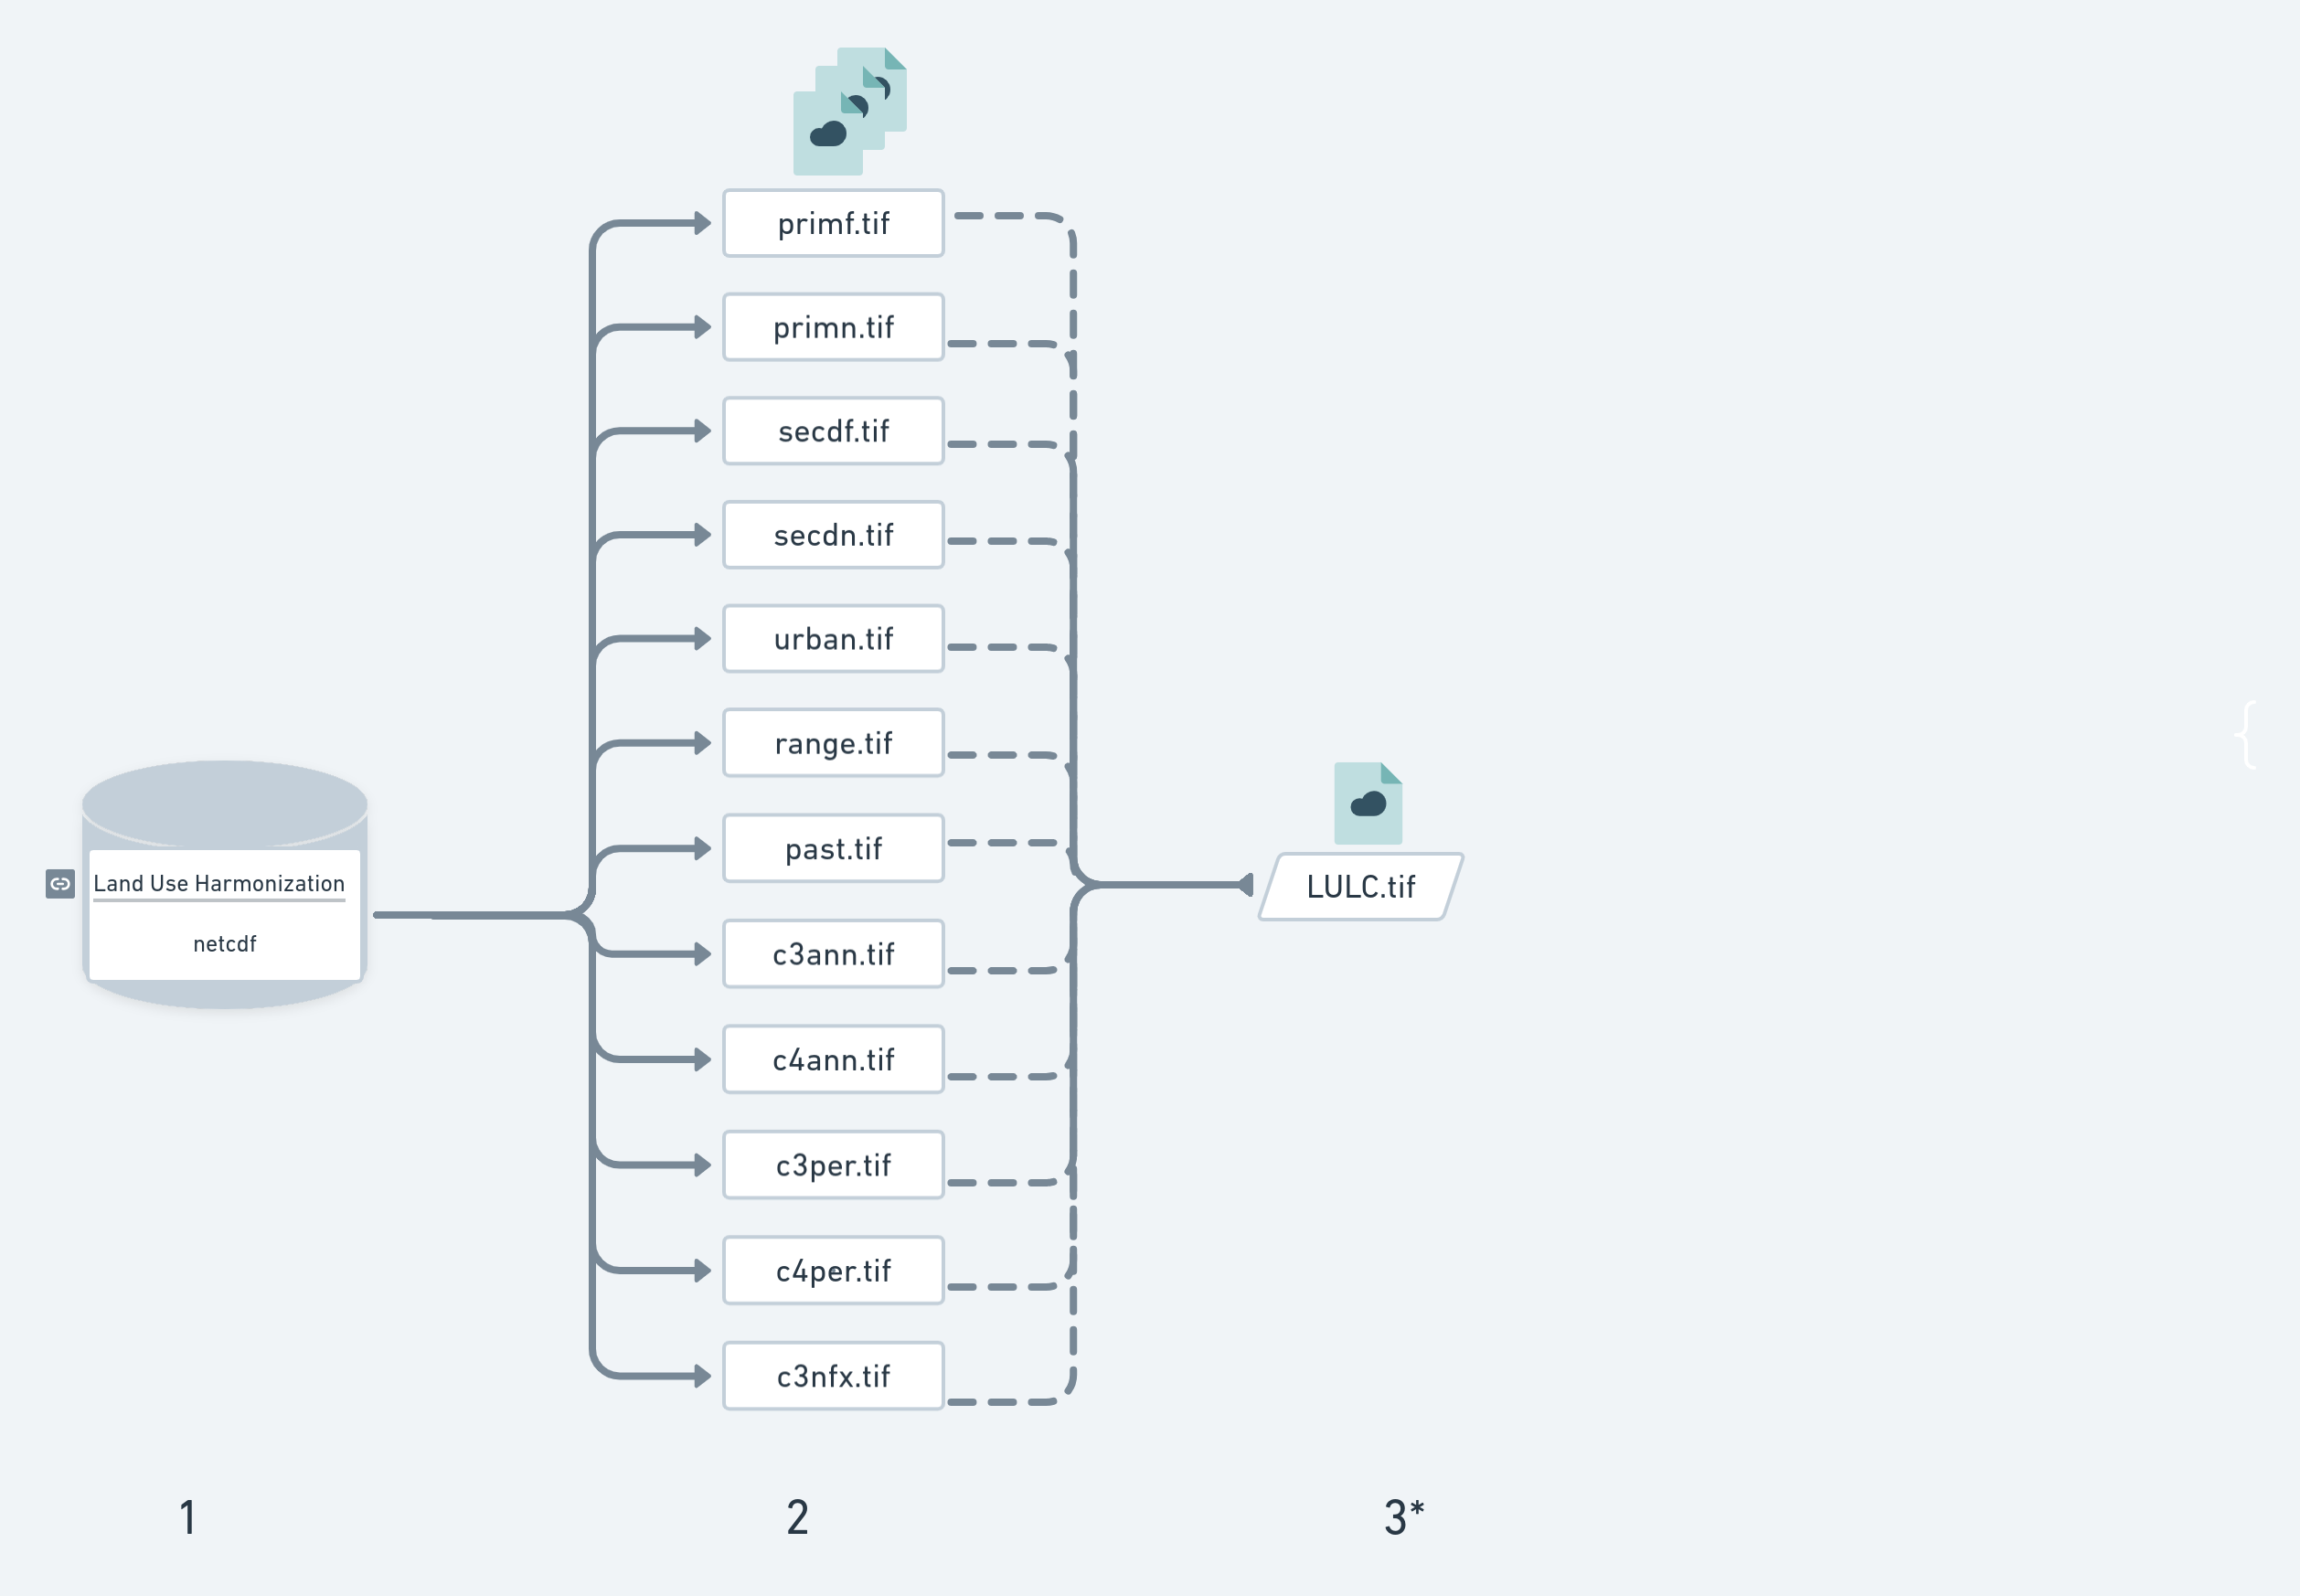 primf.tif
primn.tif
secdf.tif
secdn.tif
urban.tif
range.tif
past.tif
c3ann.tif
c4ann.tif
c3per.tif
c4per.tif
c3nfx.tif
Land Use Harmonization
netcdf
LULC.tif
{
1
2
3*